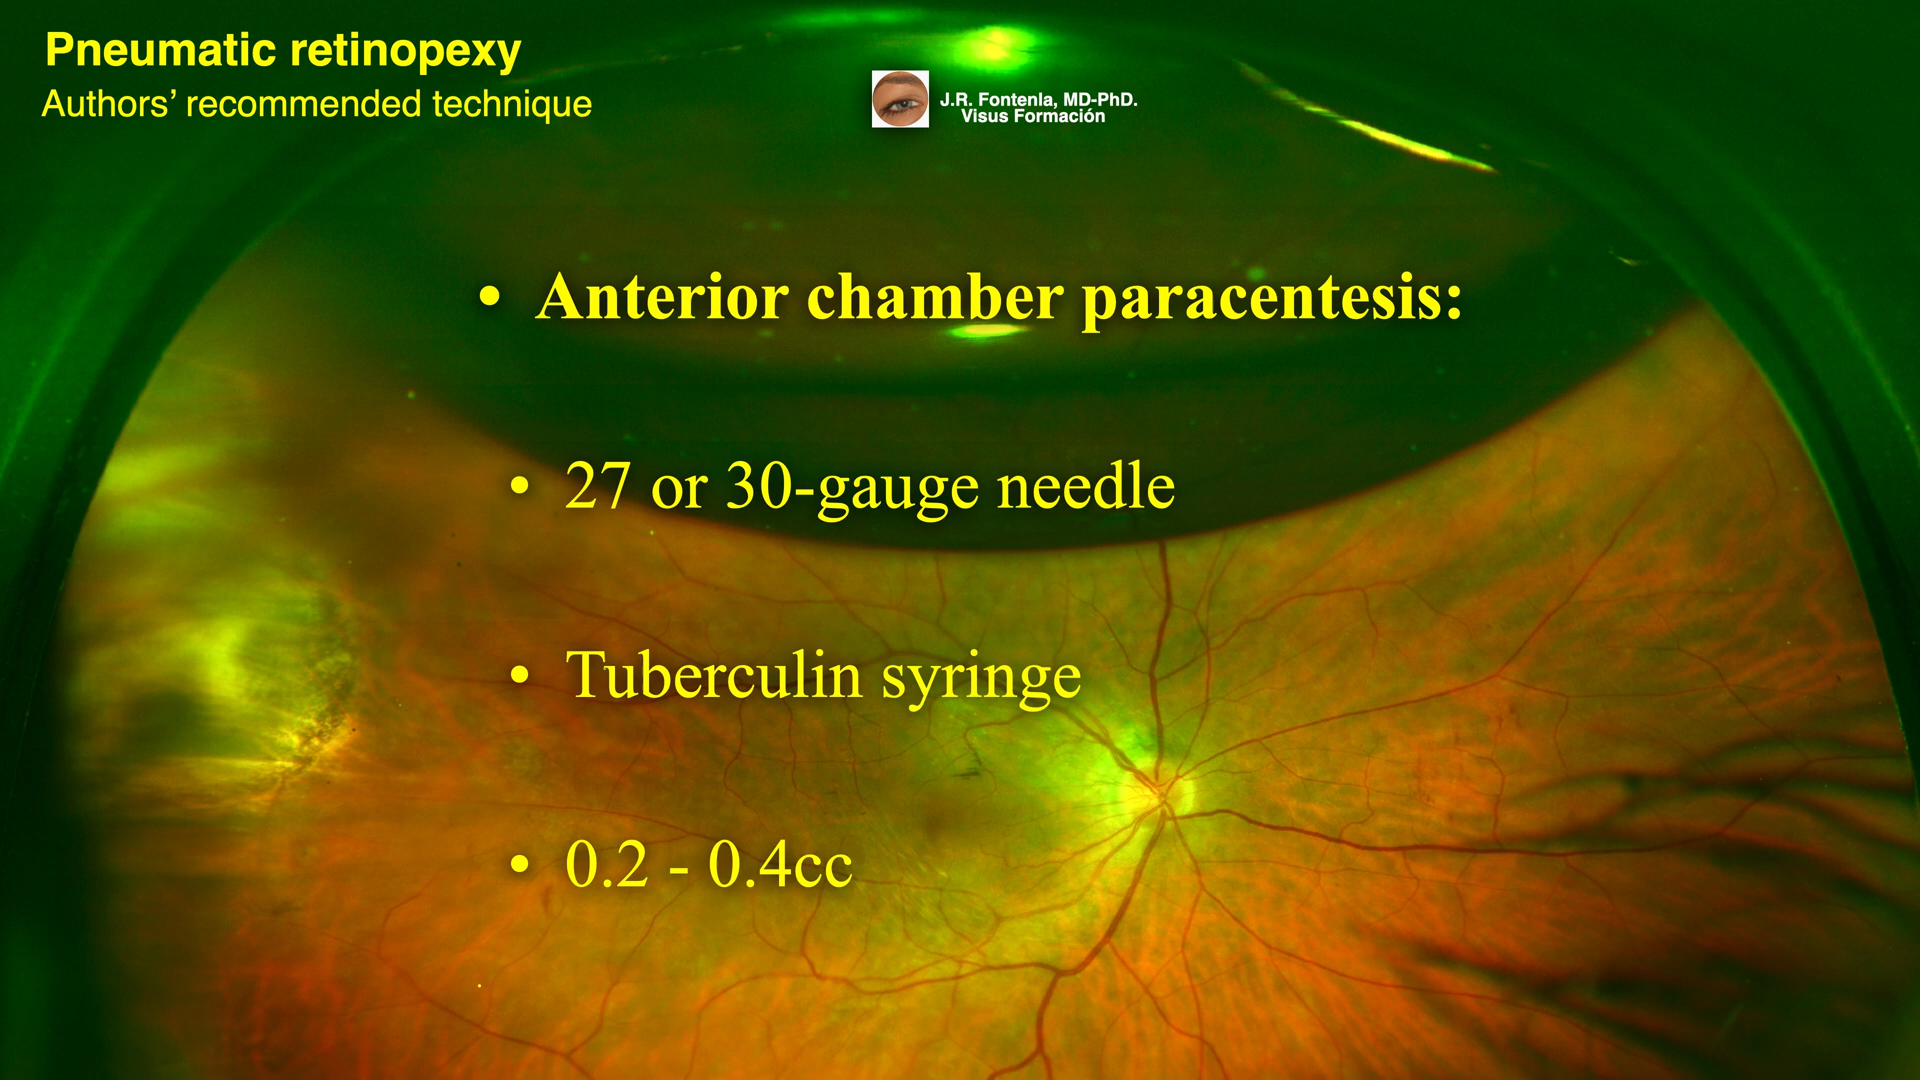 Pneumatic retinopexy
Authors’ recommended technique
J.R. Fontenla, MD-PhD.
Visus Formación
• Anterior chamber paracentesis:
• 27 or 30-gauge needle
• Tuberculin syringe
• 0.2 - 0.4cc